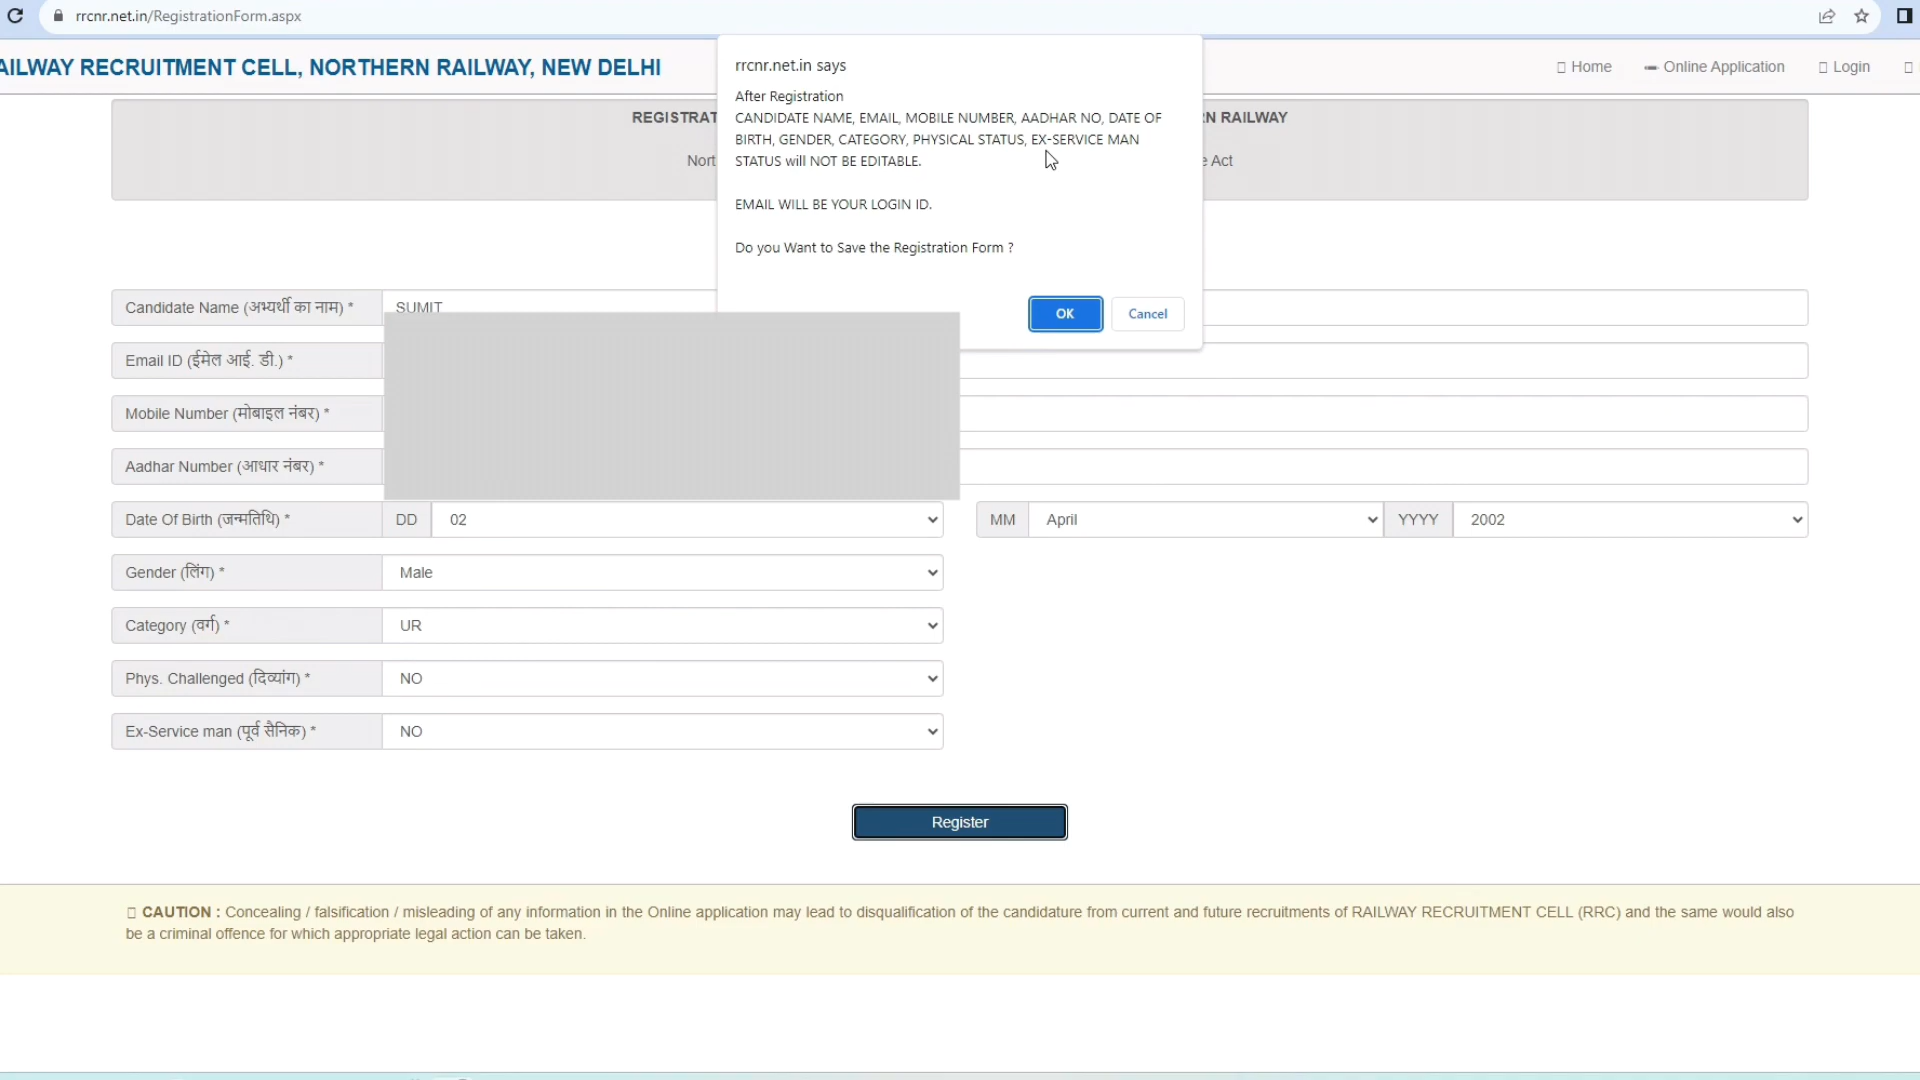 rrcnr.net.in/RegistrationForm.aspx
AILWAY RECRUITMENT CELL, NORTHERN RAILWAY, NEW DELHI
Home
Online Application
Login
rrcnr.net.in says
After Registration
CANDIDATE NAME, EMAIL, MOBILE NUMBER, AADHAR NO, DATE OF
BIRTH, GENDER, CATEGORY, PHYSICAL STATUS, EX-SERVICE MAN
STATUS will NOT BE EDITABLE.
EMAIL WILL BE YOUR LOGIN ID.
Do you Want to Save the Registration Form ?
OK
Cancel
REGISTRAT
N RAILWAY
Nort
e Act
Candidate Name (अभ्यर्थी का नाम) *
SUMIT
Email ID (ईमेल आई. डी.) *
Mobile Number (मोबाइल नंबर) *
Aadhar Number (आधार नंबर) *
Date Of Birth (जन्मतिथि) * DD 02 MM April YYYY 2002
Gender (लिंग) * Male
Category (वर्ग) * UR
Phys. Challenged (दिव्यांग) * NO
Ex-Service man (पूर्व सैनिक) * NO
Register
CAUTION : Concealing / falsification / misleading of any information in the Online application may lead to disqualification of the candidature from current and future recruitments of RAILWAY RECRUITMENT CELL (RRC) and the same would also
be a criminal offence for which appropriate legal action can be taken.